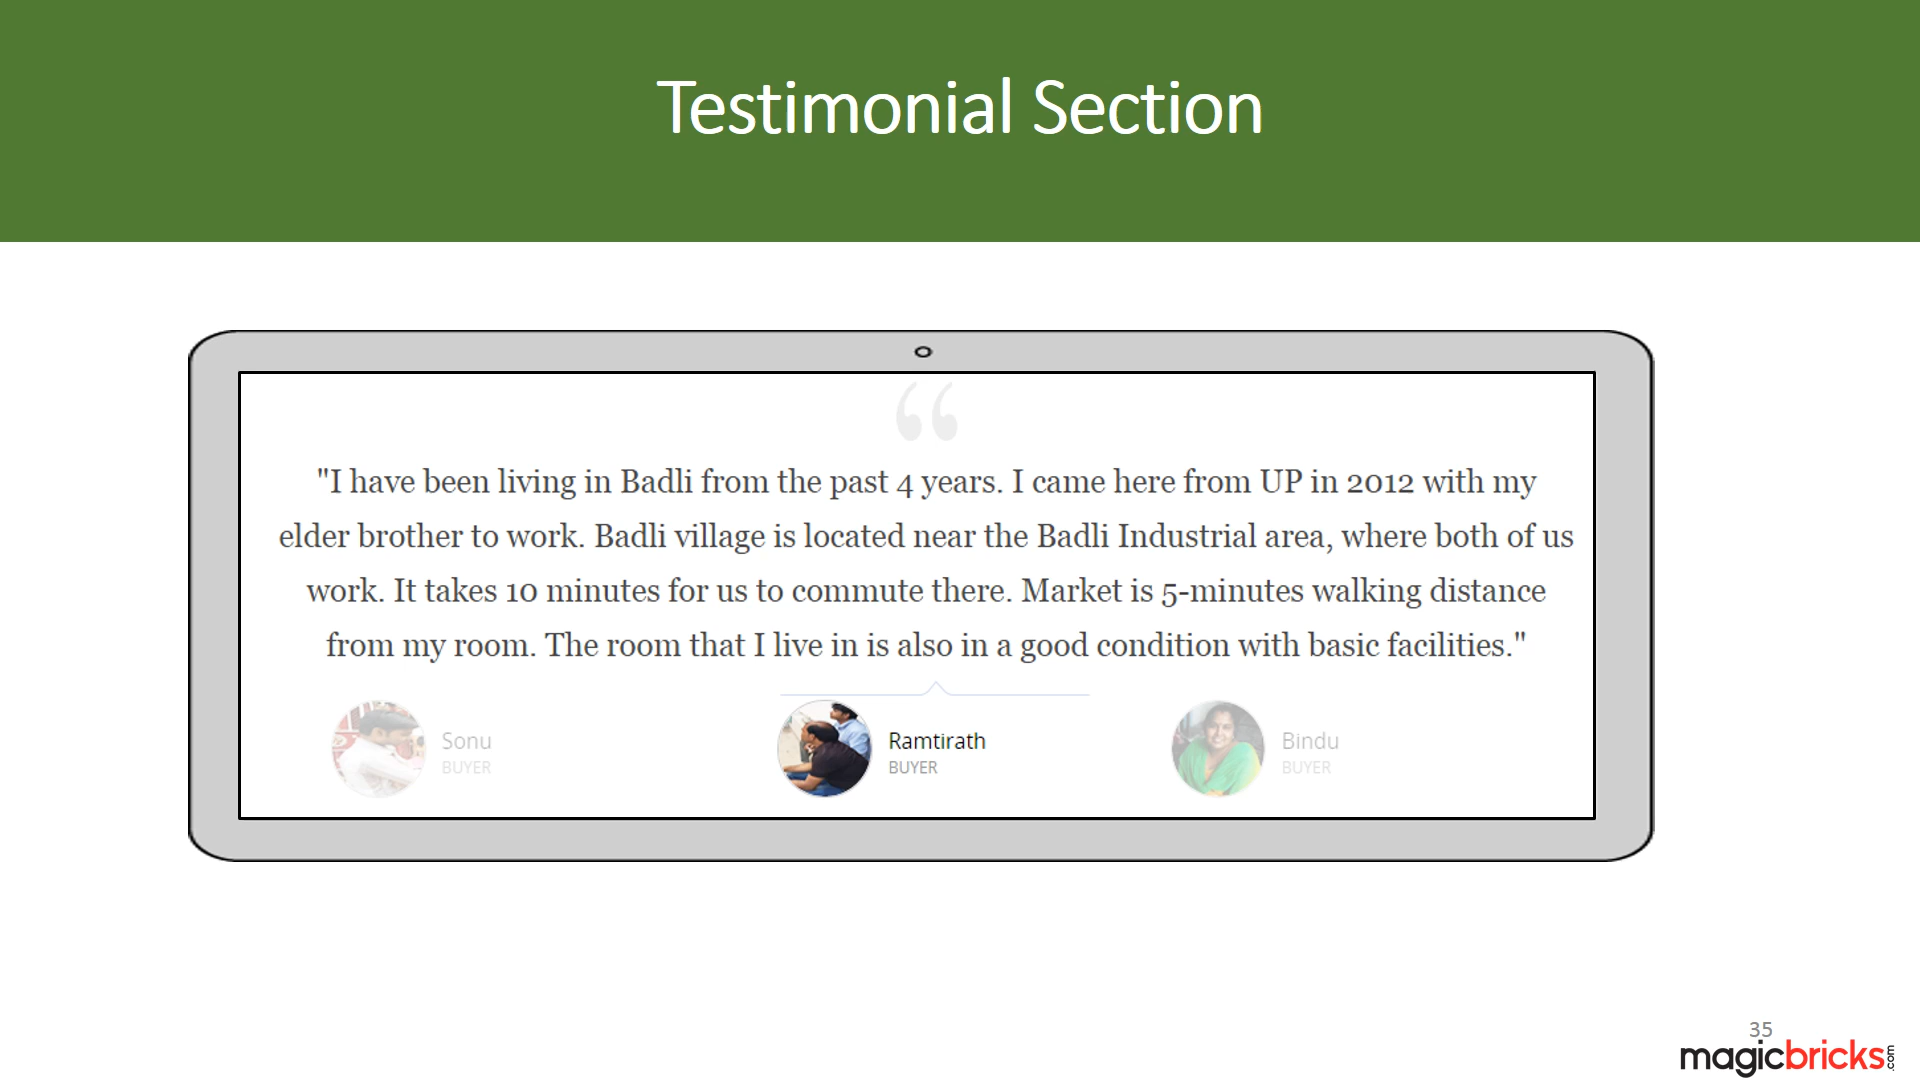 Testimonial Section
“
"I have been living in Badli from the past 4 years. I came here from UP in 2012 with my
elder brother to work. Badli village is located near the Badli Industrial area, where both of us
work. It takes 10 minutes for us to commute there. Market is 5-minutes walking distance
from my room. The room that I live in is also in a good condition with basic facilities."
Sonu
BUYER
Ramtirath
BUYER
Bindu
BUYER
35
magicbricks.com